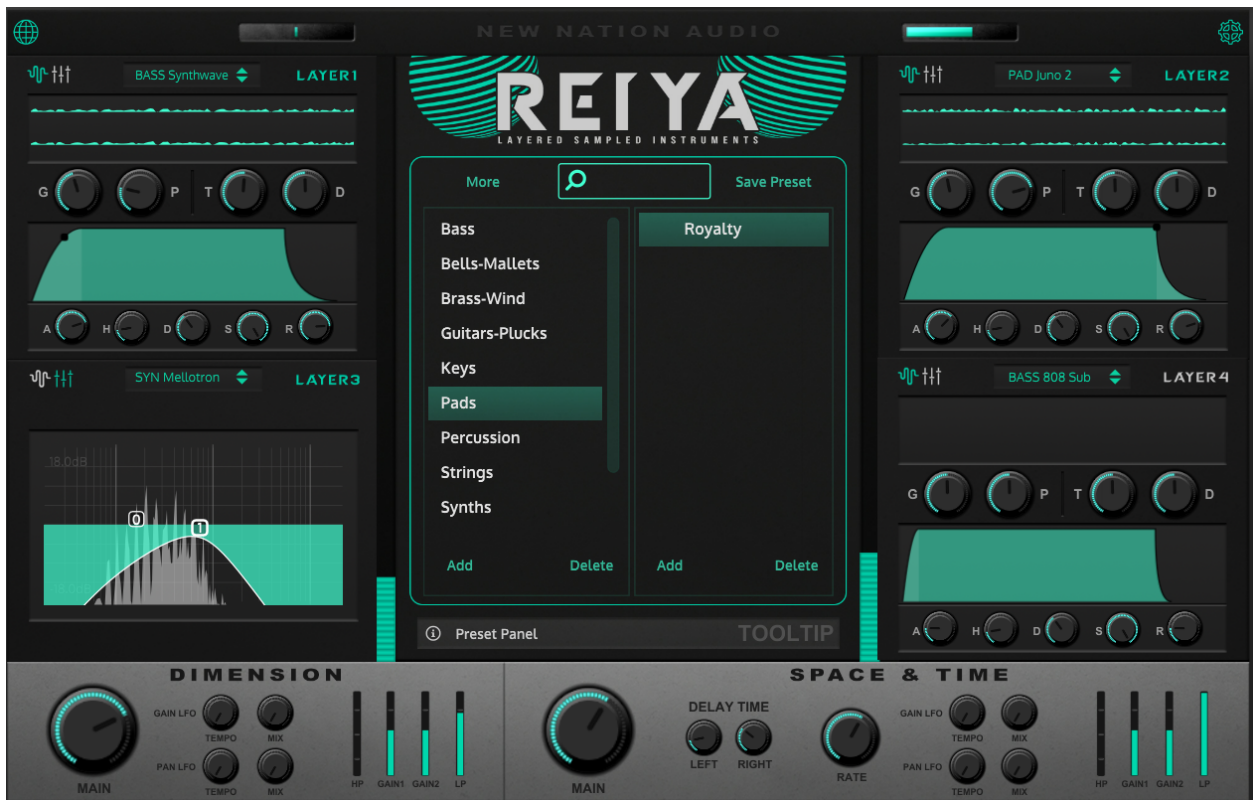 NEW NATION AUDIO
BASS Synthwave
LAYER1
G
P
T
D
A
H
D
S
R
SYN Mellotron
LAYER3
18.0dB
0
1
REIYA
LAYERED SAMPLED INSTRUMENTS
More
Save Preset
Bass
Bells-Mallets
Brass-Wind
Guitars-Plucks
Keys
Pads
Percussion
Strings
Synths
Add
Delete
Royalty
Add
Delete
Preset Panel
TOOLTIP
PAD Juno 2
LAYER2
G
P
T
D
A
H
D
S
R
BASS 808 Sub
LAYER4
G
P
T
D
A
H
D
S
R
DIMENSION
MAIN
GAIN LFO
TEMPO
MIX
PAN LFO
TEMPO
MIX
HP
GAIN1
GAIN2
LP
SPACE & TIME
MAIN
DELAY TIME
LEFT
RIGHT
RATE
GAIN LFO
TEMPO
MIX
PAN LFO
TEMPO
MIX
HP
GAIN1
GAIN2
LP